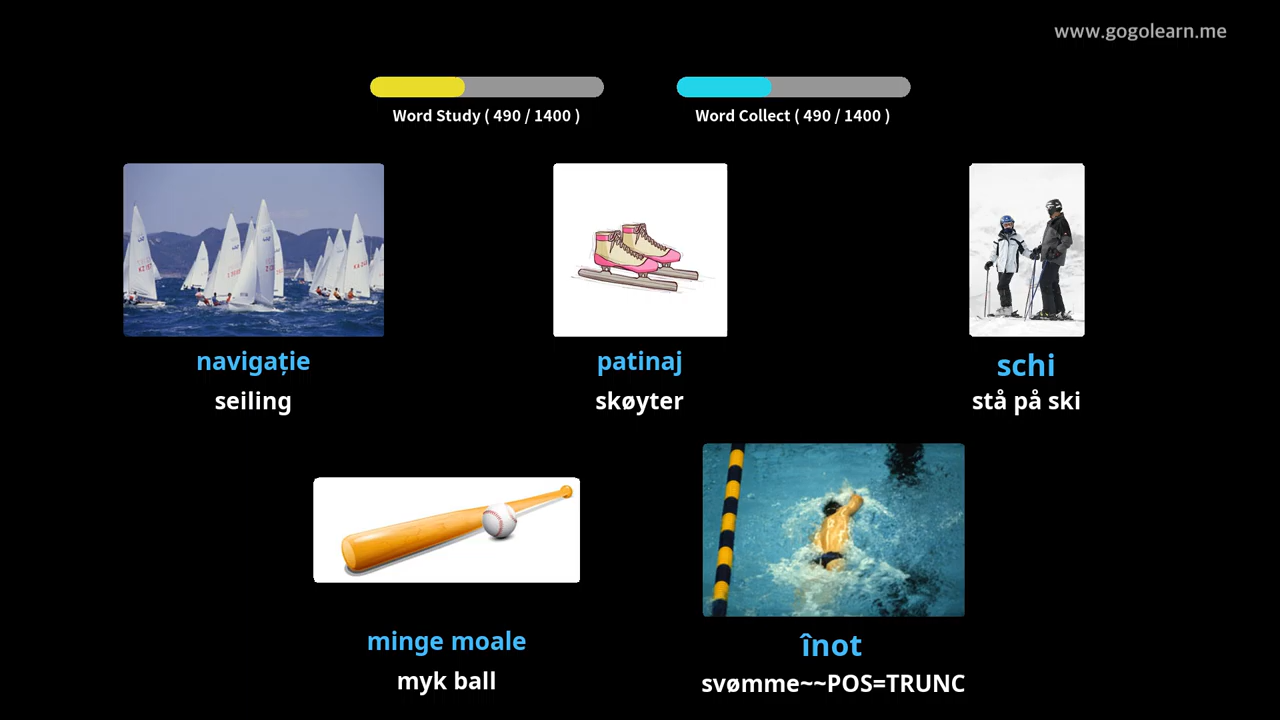 www.gogolearn.me
Word Study ( 490 / 1400 )
Word Collect ( 490 / 1400 )
navigație
patinaj
schi
seiling
skøyter
stå på ski
minge moale
înot
myk ball
svømme~~POS=TRUNC